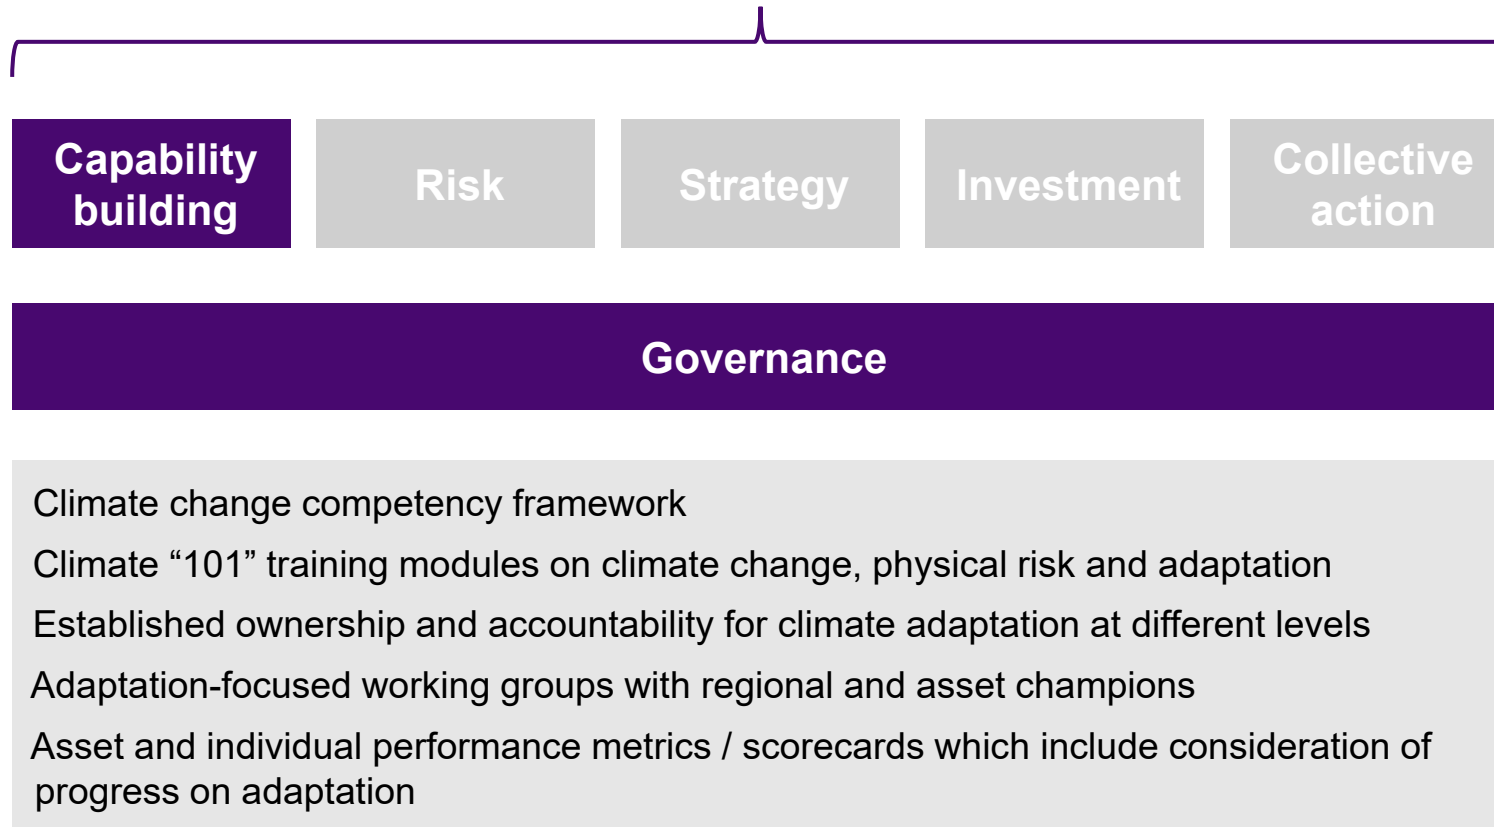 Capability
building
Risk
Strategy
Investment
Collective
action
Governance
Climate change competency framework
Climate “101” training modules on climate change, physical risk and adaptation
Established ownership and accountability for climate adaptation at different levels
Adaptation-focused working groups with regional and asset champions
Asset and individual performance metrics / scorecards which include consideration of
progress on adaptation